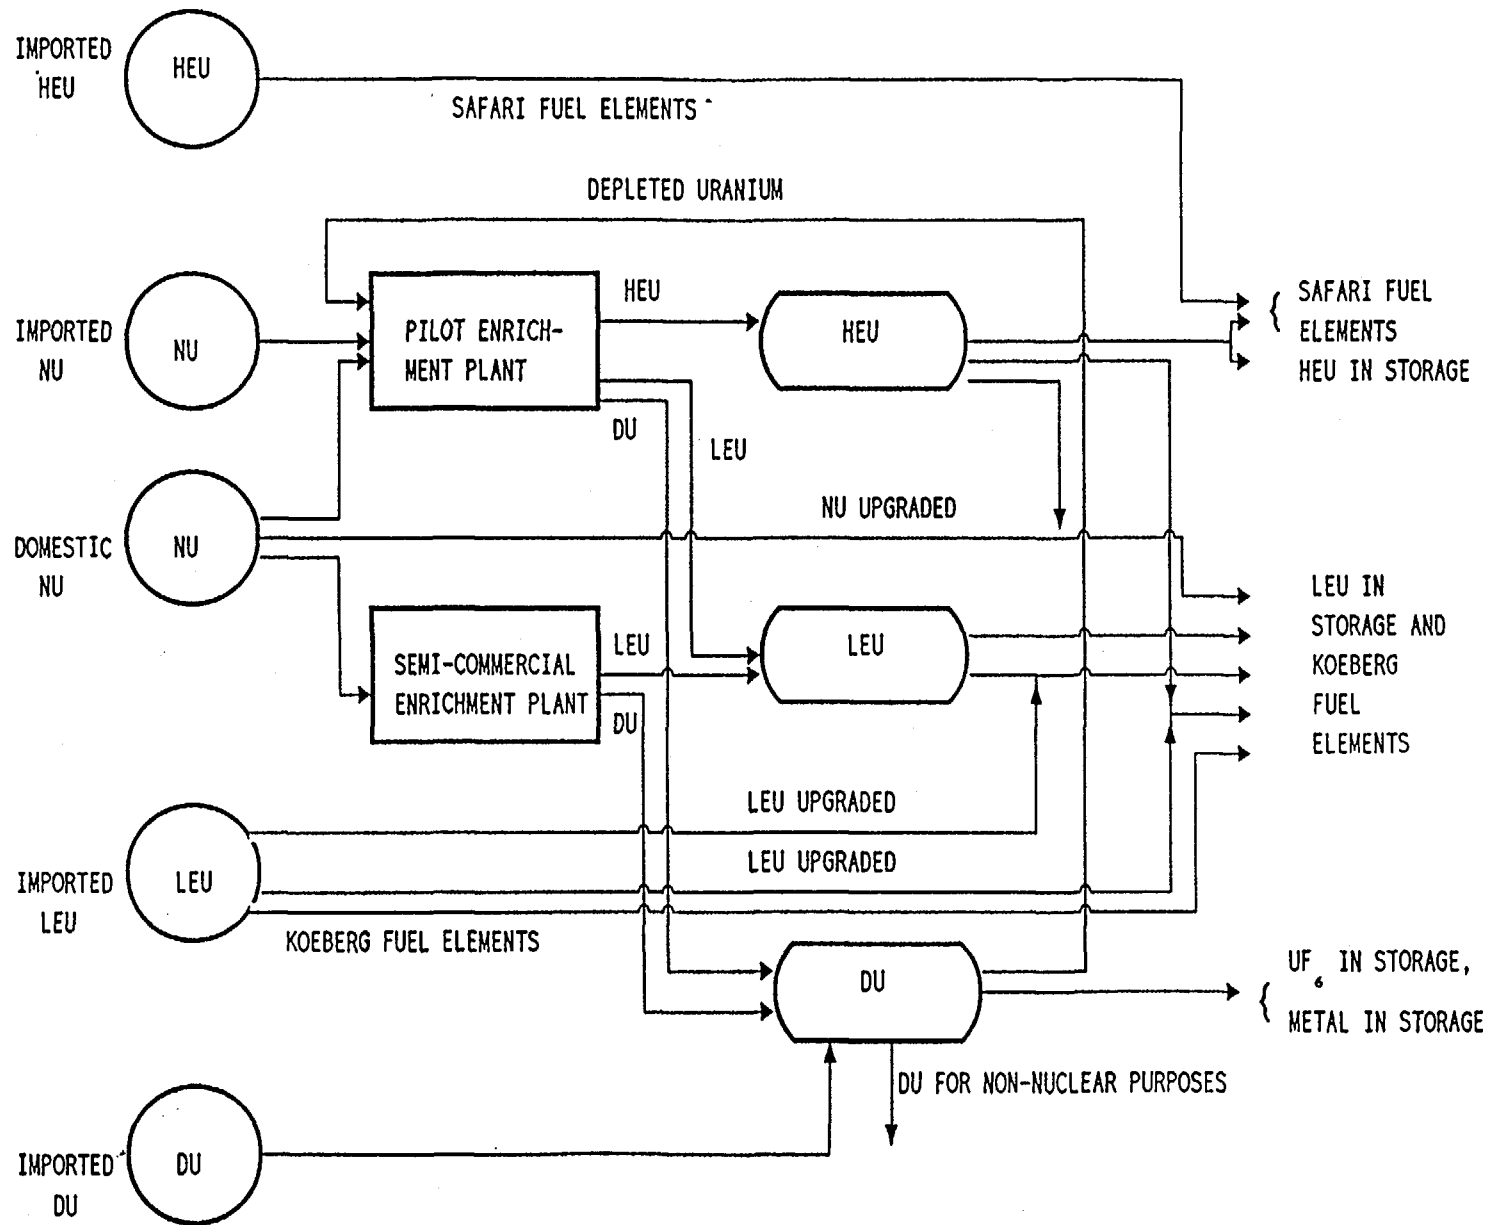 IMPORTED
HEU
HEU
SAFARI FUEL ELEMENTS
DEPLETED URANIUM
IMPORTED
NU
NU
PILOT ENRICH-
MENT PLANT
HEU
HEU
SAFARI FUEL
ELEMENTS
HEU IN STORAGE
DU
LEU
NU UPGRADED
DOMESTIC
NU
NU
SEMI-COMMERCIAL
ENRICHMENT PLANT
LEU
DU
LEU
LEU IN
STORAGE AND
KOEBERG
FUEL
ELEMENTS
LEU UPGRADED
LEU UPGRADED
IMPORTED
LEU
LEU
KOEBERG FUEL ELEMENTS
DU
UF6 IN STORAGE,
METAL IN STORAGE
DU FOR NON-NUCLEAR PURPOSES
IMPORTED
DU
DU